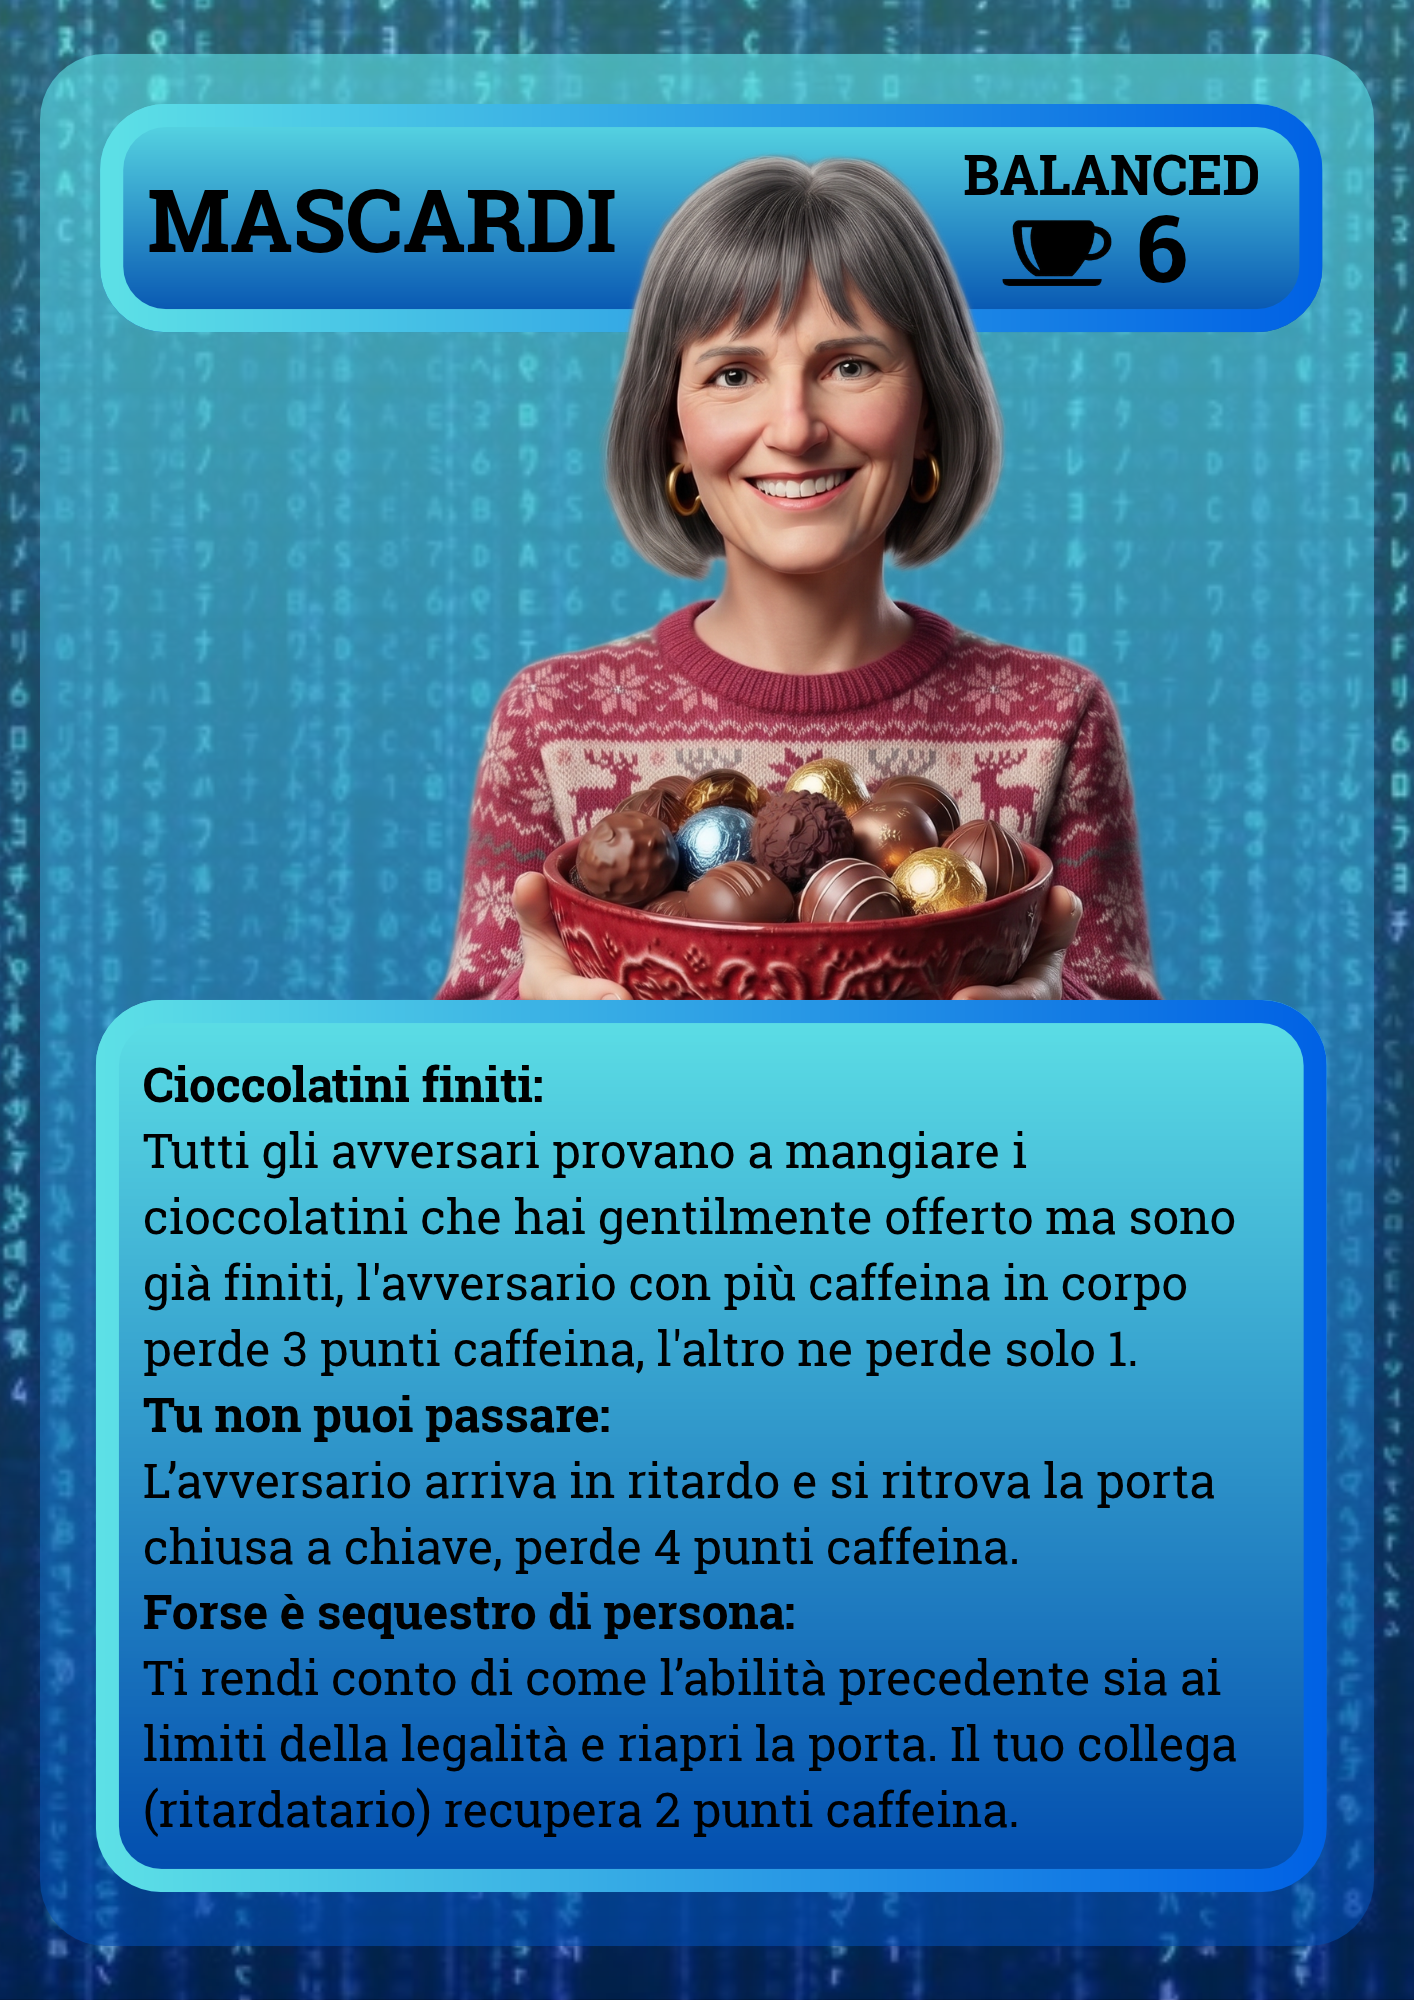 MASCARDI
BALANCED
6
Cioccolatini finiti:
Tutti gli avversari provano a mangiare i
cioccolatini che hai gentilmente offerto ma sono
già finiti, l'avversario con più caffeina in corpo
perde 3 punti caffeina, l'altro ne perde solo 1.
Tu non puoi passare:
L’avversario arriva in ritardo e si ritrova la porta
chiusa a chiave, perde 4 punti caffeina.
Forse è sequestro di persona:
Ti rendi conto di come l’abilità precedente sia ai
limiti della legalità e riapri la porta. Il tuo collega
(ritardatario) recupera 2 punti caffeina.